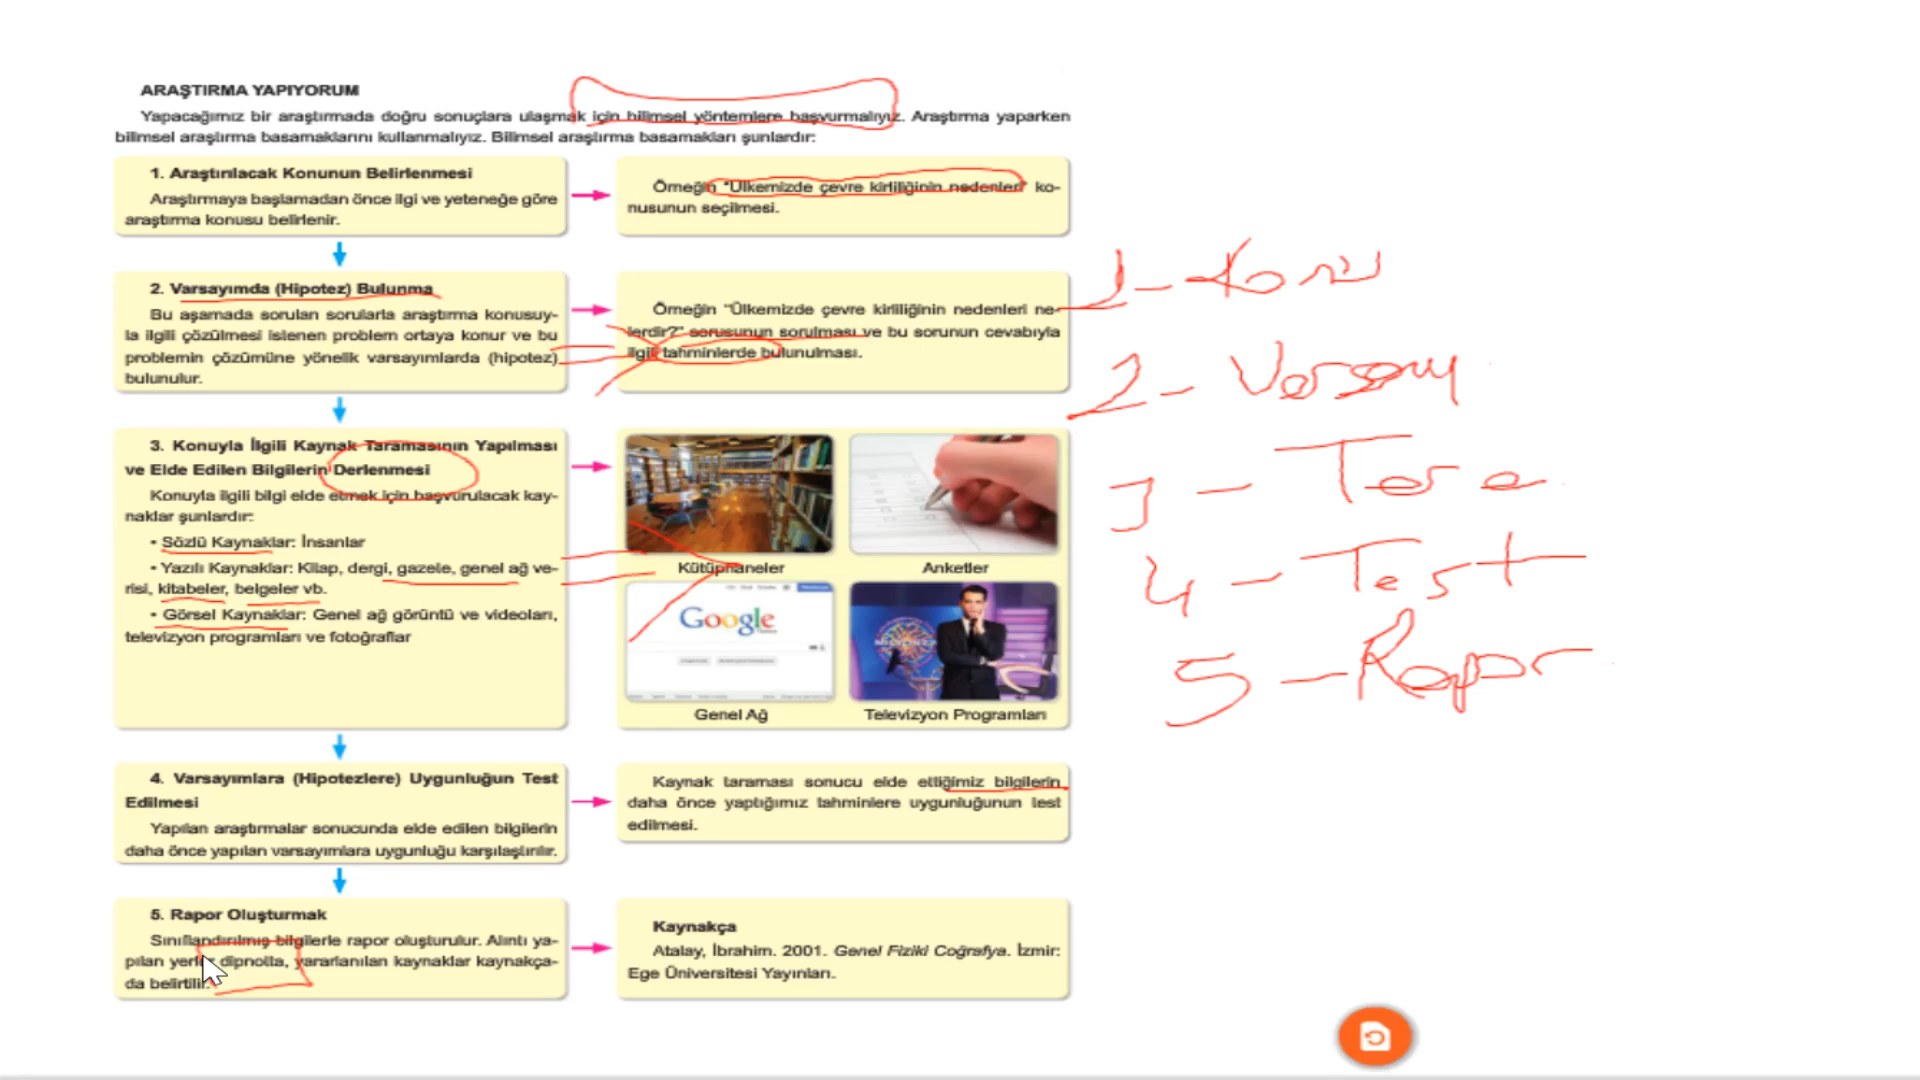 ARAŞTIRMA YAPIYORUM
Yapacağımız bir araştırmada doğru sonuçlara ulaşmak için bilimsel yöntemlere başvurmalıyız. Araştırma yaparken
bilimsel araştırma basamaklarını kullanmalıyız. Bilimsel araştırma basamakları şunlardır:
1. Araştırılacak Konunun Belirlenmesi
Araştırmaya başlamadan önce ilgi ve yeteneğe göre
araştırma konusu belirlenir.
Örneğin "Ülkemizde çevre kirliliğinin nedenleri" ko-
nusunun seçilmesi.
2. Varsayımda (Hipotez) Bulunma
Bu aşamada sorulan sorularla araştırma konusuy-
la ilgili çözülmesi istenen problem ortaya konur ve bu
problemin çözümüne yönelik varsayımlarda (hipotez)
bulunulur.
Örneğin "Ülkemizde çevre kirliliğinin nedenleri ne-
lerdir?" sorusunun sorulması ve bu sorunun cevabıyla
ilgili tahminlerde bulunulması.
3. Konuyla İlgili Kaynak Taramasının Yapılması
ve Elde Edilen Bilgilerin Derlenmesi
Konuyla ilgili bilgi elde etmek için başvurulacak kay-
naklar şunlardır:
• Sözlü Kaynaklar: İnsanlar
• Yazılı Kaynaklar: Kitap, dergi, gazete, genel ağ ve-
risi, kitabeler, belgeler vb.
• Görsel Kaynaklar: Genel ağ görüntü ve videoları,
televizyon programları ve fotoğraflar
Kütüphaneler
Anketler
Google
Genel Ağ
Televizyon Programları
4. Varsayımlara (Hipotezlere) Uygunluğun Test
Edilmesi
Yapılan araştırmalar sonucunda elde edilen bilgilerin
daha önce yapılan varsayımlara uygunluğu karşılaştırılır.
Kaynak taraması sonucu elde ettiğimiz bilgilerin
daha önce yaptığımız tahminlere uygunluğunun test
edilmesi.
5. Rapor Oluşturmak
Sınıflandırılmış bilgilerle rapor oluşturulur. Alıntı ya-
pılan yerler dipnotta, yararlanılan kaynaklar kaynakça-
da belirtilir.
Kaynakça
Atalay, İbrahim. 2001. Genel Fiziki Coğrafya. İzmir:
Ege Üniversitesi Yayınları.
1- Konu
2- Varsay
3 - Tara
4 - Test
5 - Rapor